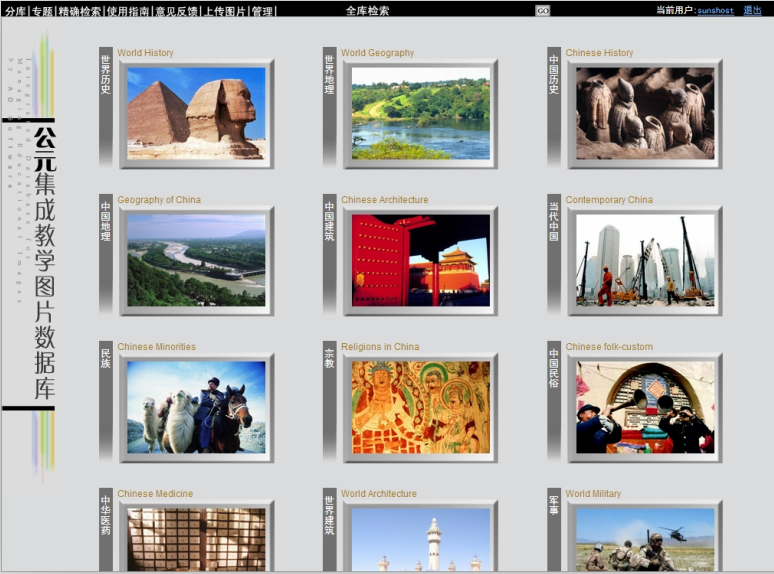 分库|专题|精确检索|使用指南|意见反馈|上传图片|管理|
全库检索
GO
当前用户:sunshost 退出
公元集成教学图片数据库
World History
世界历史
World Geography
世界地理
Chinese History
中国历史
Geography of China
中国地理
Chinese Architecture
中国建筑
Contemporary China
当代中国
Chinese Minorities
民族
Religions in China
宗教
Chinese folk-custom
中国民俗
Chinese Medicine
中华医药
World Architecture
世界建筑
World Military
军事